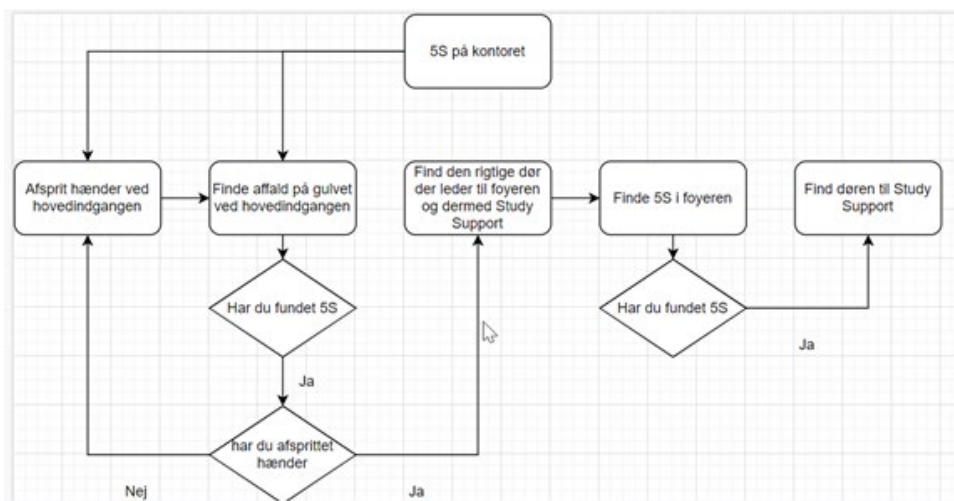 5S på kontoret
Afsprit hænder ved
hovedindgangen
Finde affald på gulvet
ved hovedindgangen
Find den rigtige dør
der leder til foyeren
og dermed Study
Support
Finde 5S i foyeren
Find døren til Study
Support
Har du fundet 5S
Har du fundet 5S
Ja
Ja
har du afsprittet
hænder
Nej
Ja